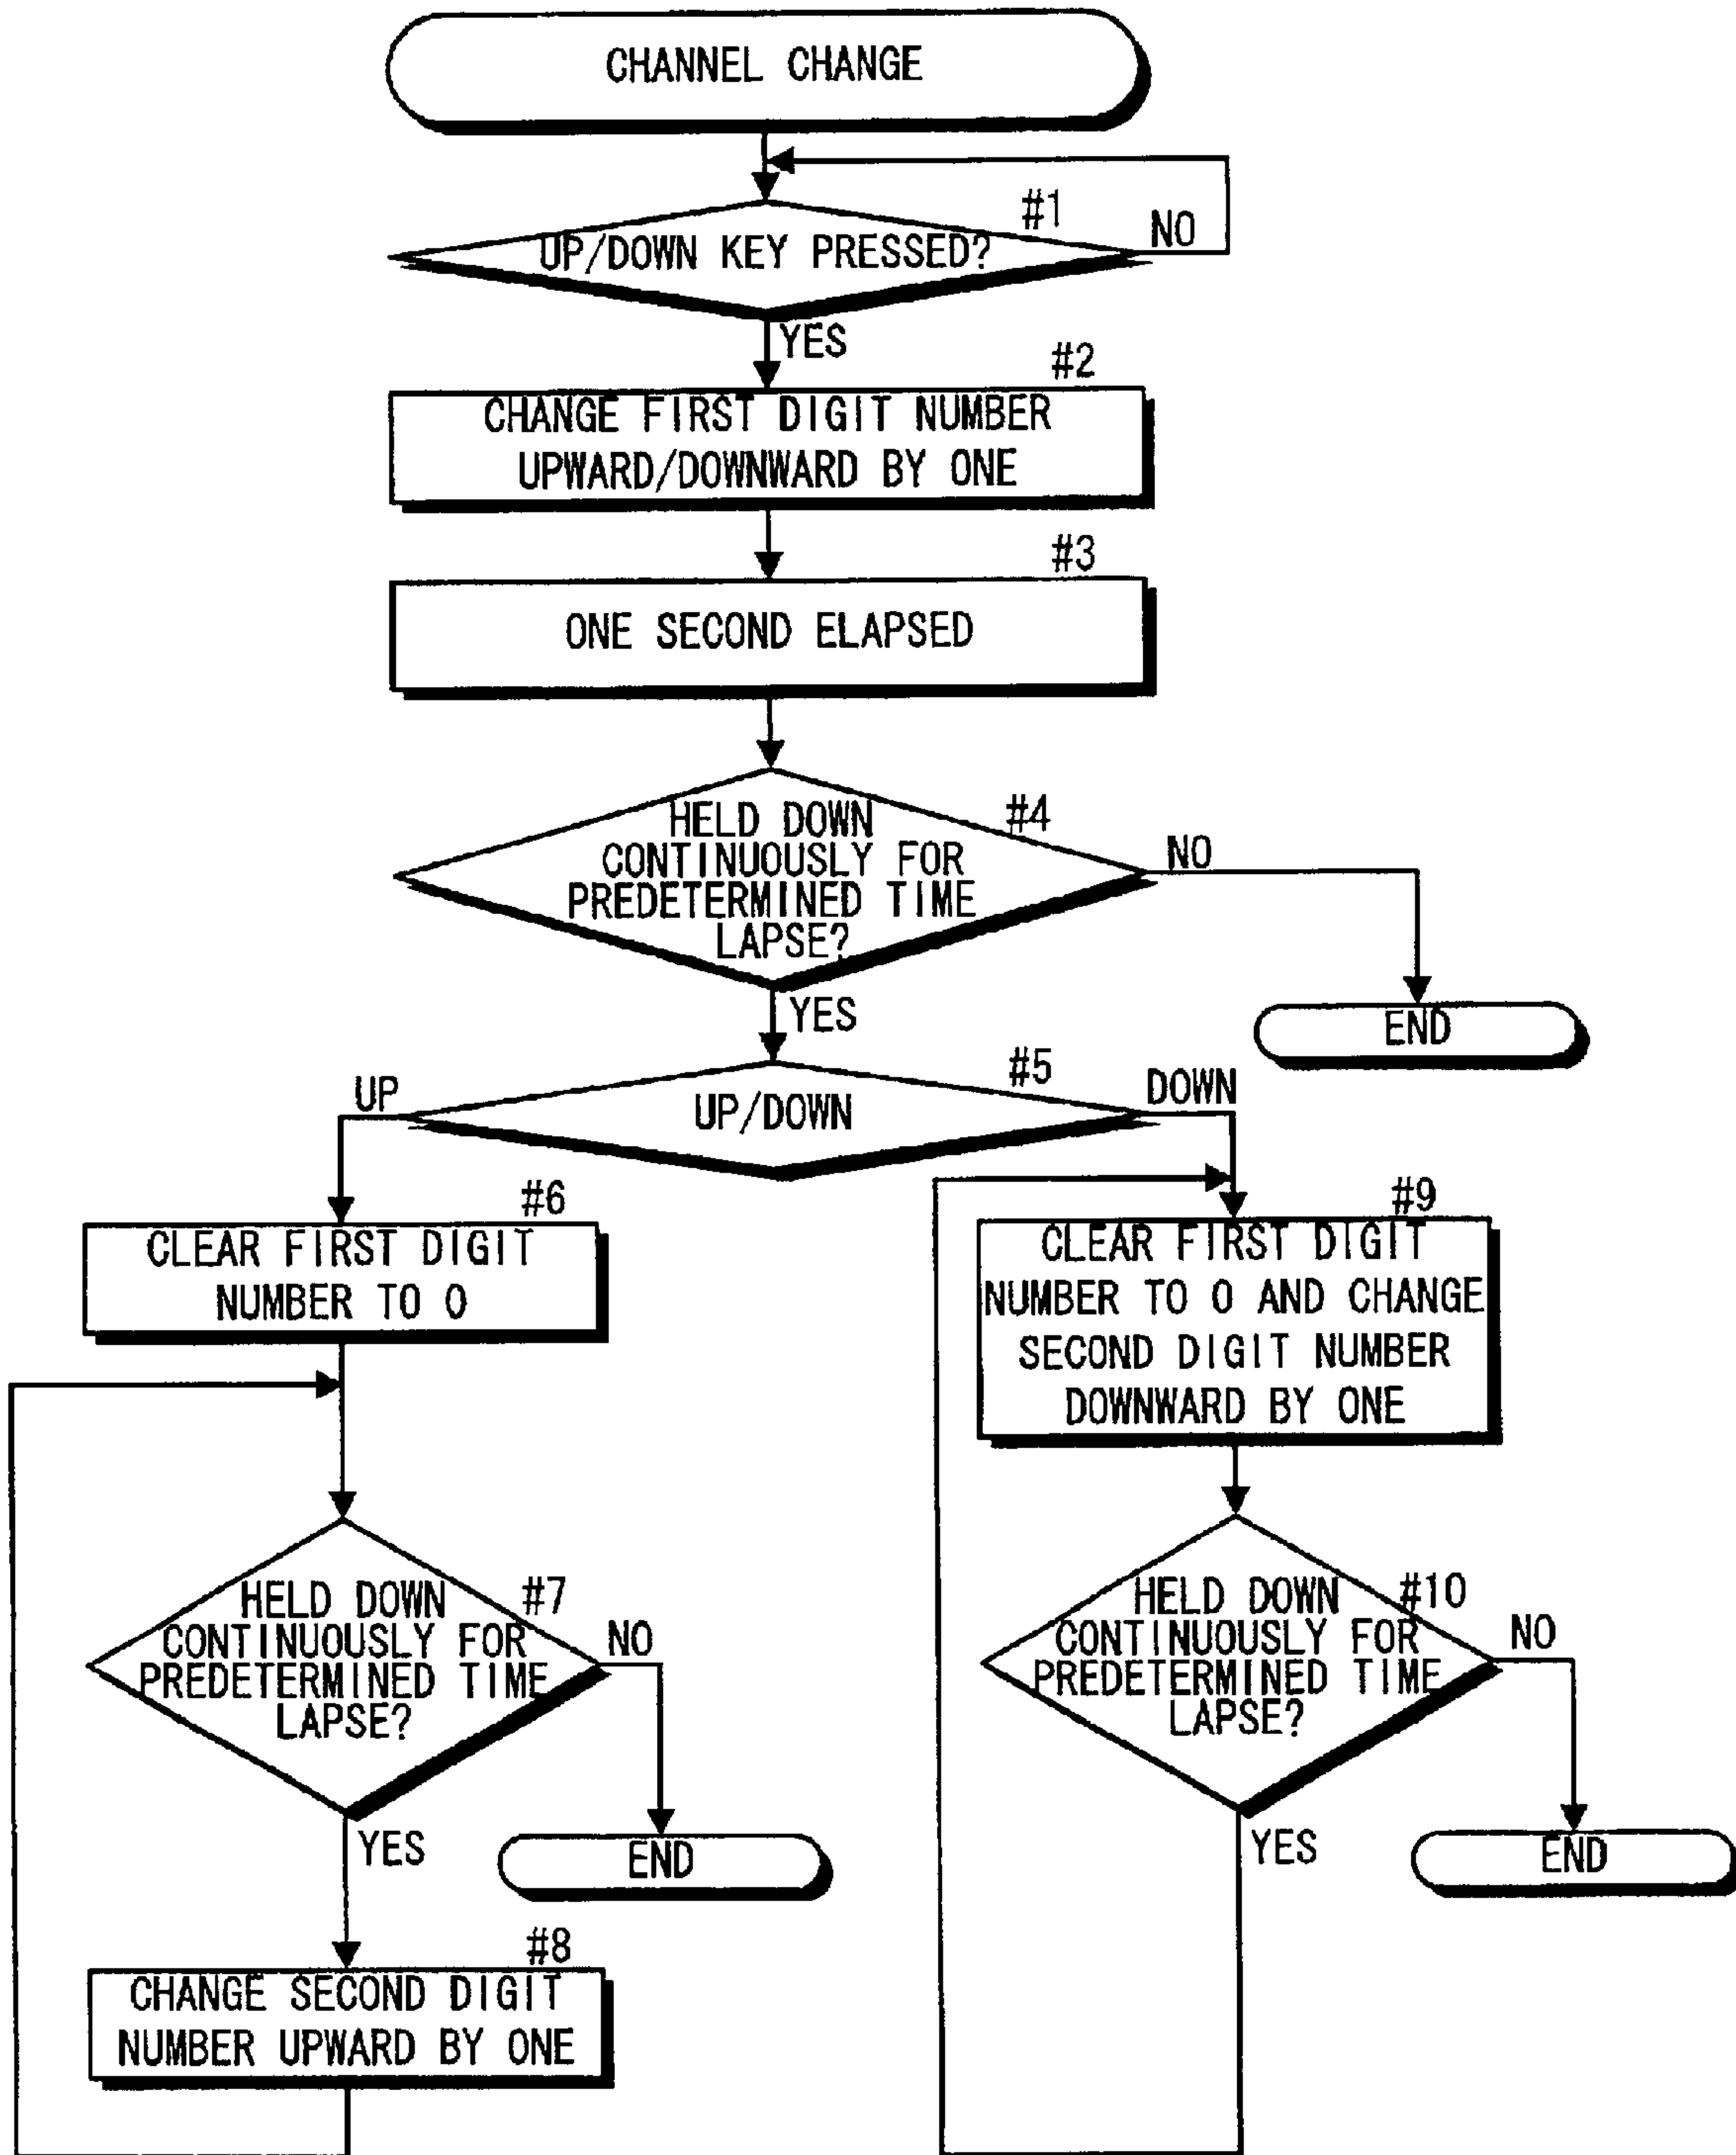 CHANNEL CHANGE
#1
UP/DOWN KEY PRESSED?
NO
YES
#2
CHANGE FIRST DIGIT NUMBER
UPWARD/DOWNWARD BY ONE
#3
ONE SECOND ELAPSED
#4
HELD DOWN
CONTINUOUSLY FOR
PREDETERMINED TIME
LAPSE?
NO
YES
END
#5
UP
UP/DOWN
DOWN
#6
CLEAR FIRST DIGIT
NUMBER TO 0
#7
HELD DOWN
CONTINUOUSLY FOR
PREDETERMINED TIME
LAPSE?
NO
YES
END
#8
CHANGE SECOND DIGIT
NUMBER UPWARD BY ONE
#9
CLEAR FIRST DIGIT
NUMBER TO 0 AND CHANGE
SECOND DIGIT NUMBER
DOWNWARD BY ONE
#10
HELD DOWN
CONTINUOUSLY FOR
PREDETERMINED TIME
LAPSE?
NO
YES
END